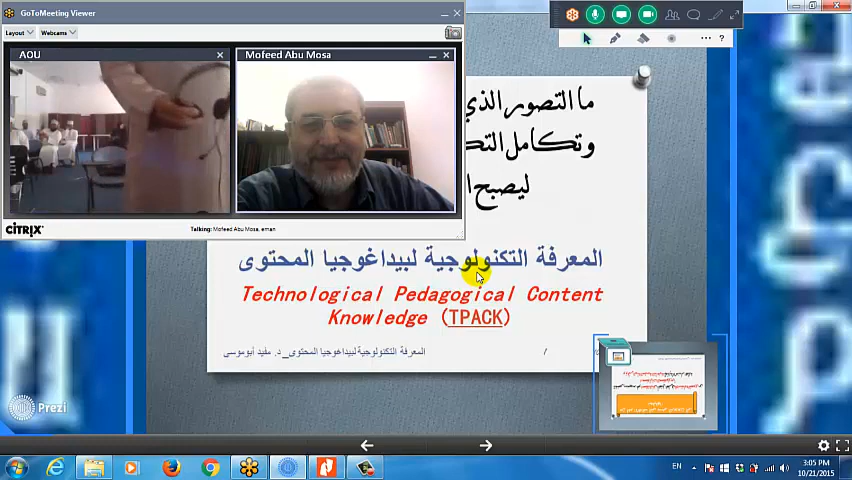 GoToMeeting Viewer
Layout
Webcams
AOU
Mofeed Abu Mosa
CITRIX
Talking: Mofeed Abu Mosa, eman
ما التصور الذي
وتكامل التك
ليصبح ا
المعرفة التكنولوجية لبيداغوجيا المحتوى
Technological Pedagogical Content
Knowledge (TPACK)
المعرفة التكنولوجية لبيداغوجيا المحتوى_ د. مفيد أبوموسى
/
Prezi
EN
3:05 PM
10/21/2015